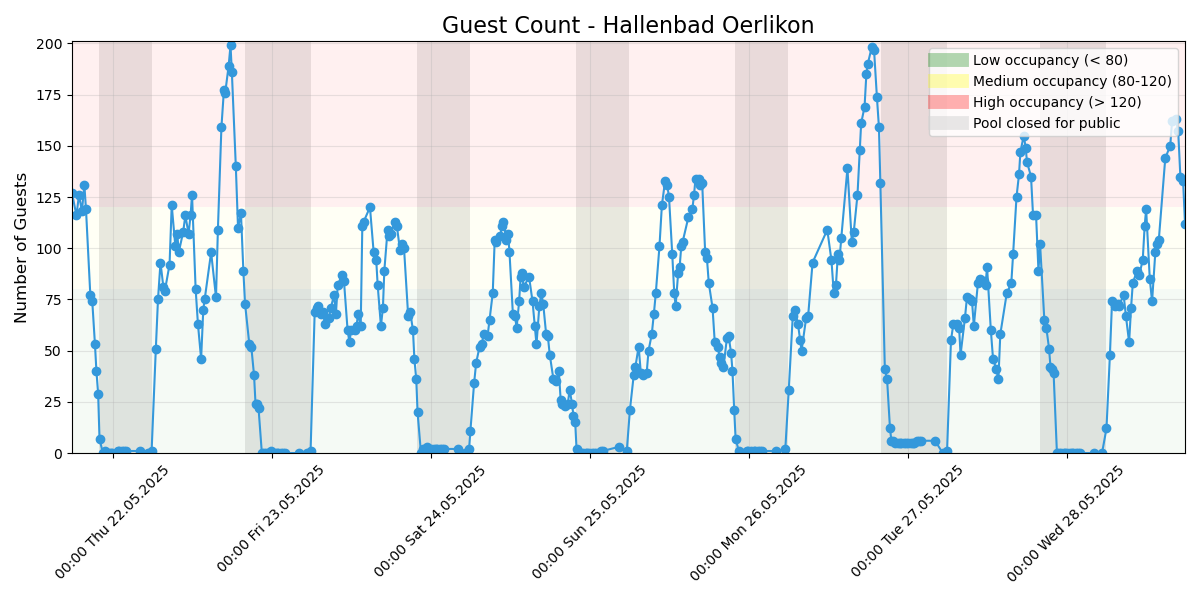 Guest Count - Hallenbad Oerlikon
Number of Guests
200
175
150
125
100
75
50
25
0
Low occupancy (< 80)
Medium occupancy (80-120)
High occupancy (> 120)
Pool closed for public
00:00 Thu 22.05.2025
00:00 Fri 23.05.2025
00:00 Sat 24.05.2025
00:00 Sun 25.05.2025
00:00 Mon 26.05.2025
00:00 Tue 27.05.2025
00:00 Wed 28.05.2025